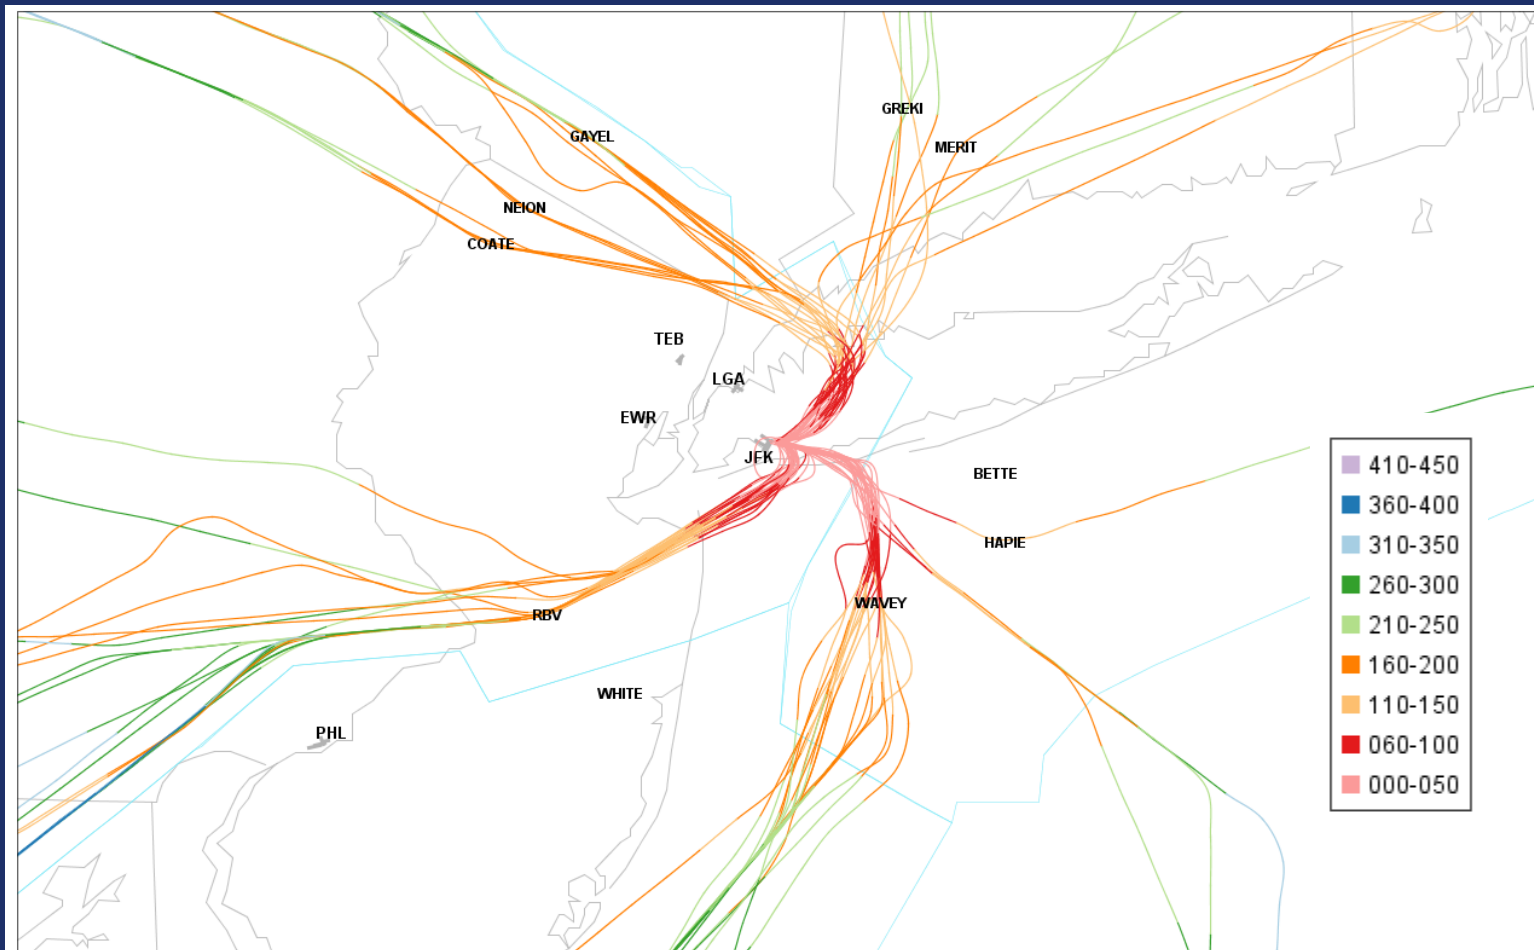 GREKI
GAYEL
MERIT
NEION
COATE
TEB
LGA
EWR
JFK
BETTE
HAPIE
WAVEY
RBV
WHITE
PHL
410-450
360-400
310-350
260-300
210-250
160-200
110-150
060-100
000-050